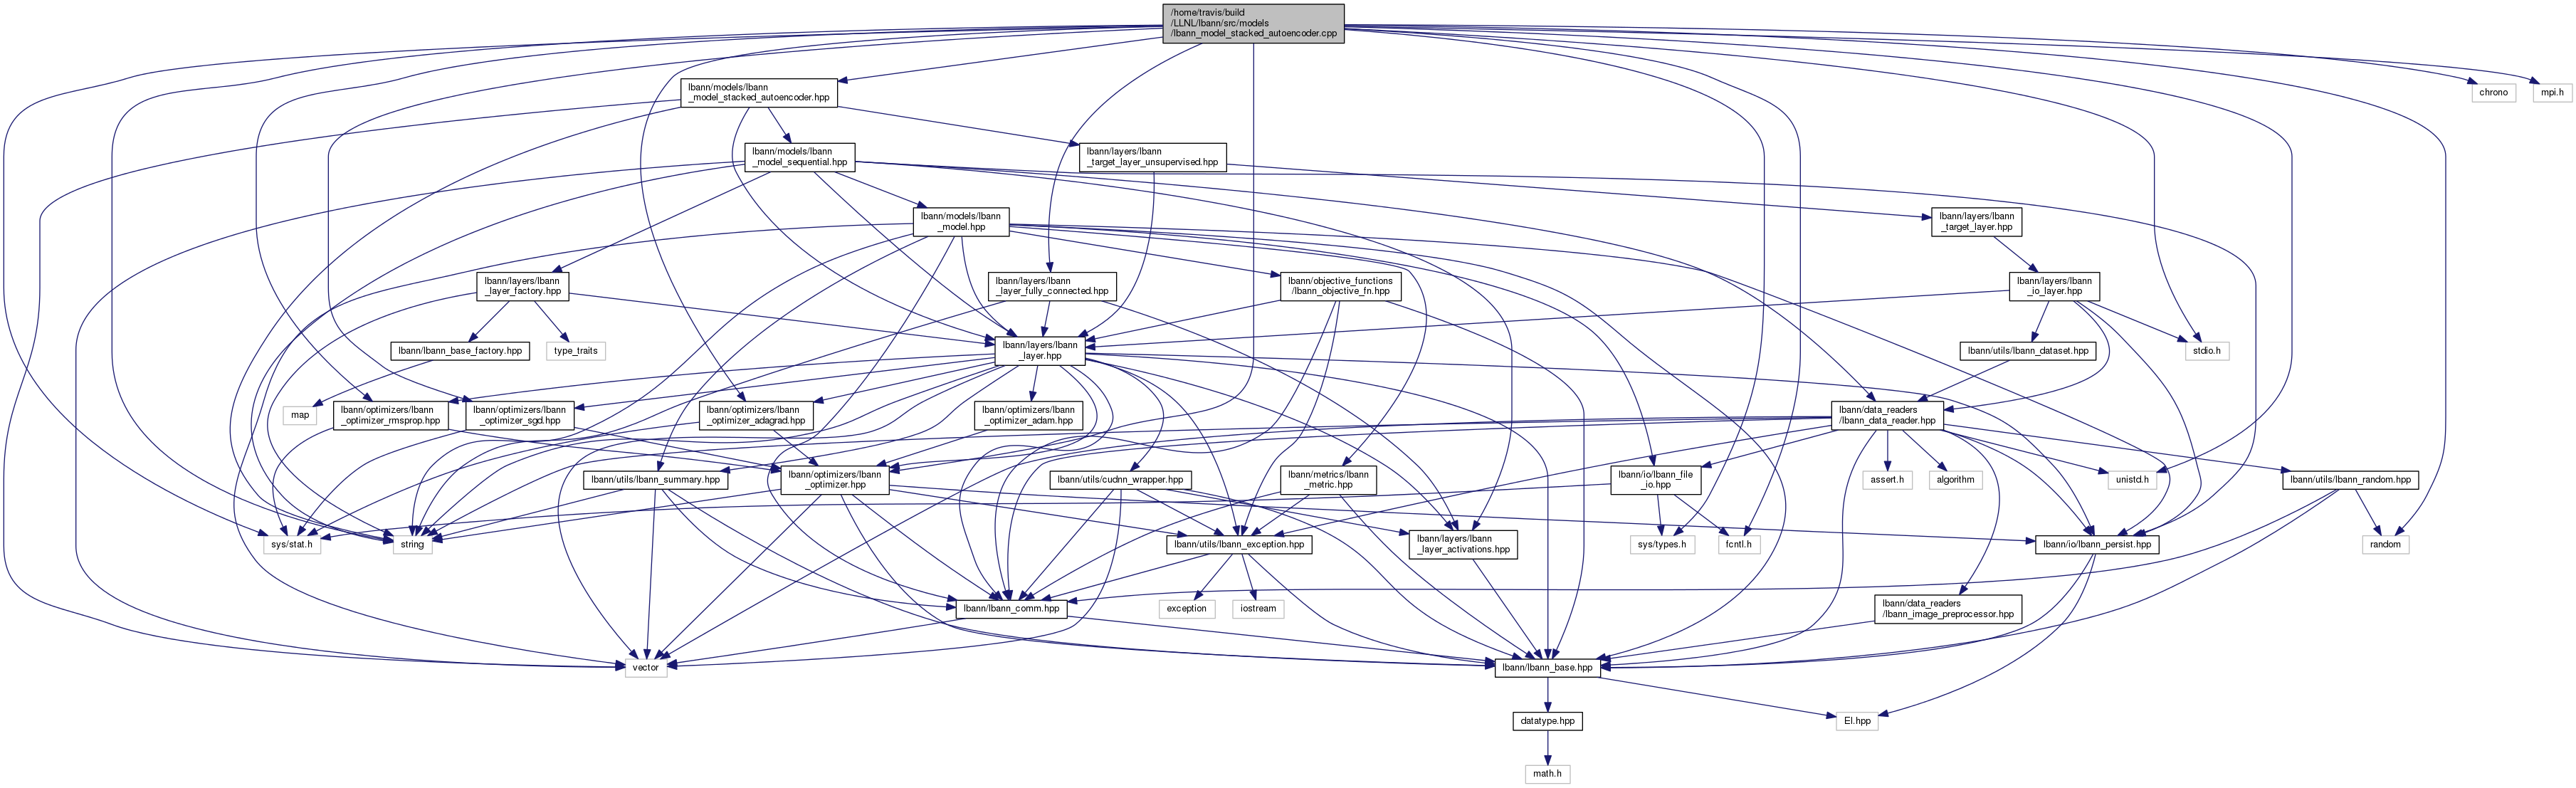 /home/travis/build
/LLNL/lbann/src/models
/lbann_model_stacked_autoencoder.cpp
lbann/models/lbann
_model_stacked_autoencoder.hpp
chrono
mpi.h
lbann/models/lbann
_model_sequential.hpp
lbann/layers/lbann
_target_layer_unsupervised.hpp
lbann/models/lbann
_model.hpp
lbann/layers/lbann
_target_layer.hpp
lbann/layers/lbann
_layer_factory.hpp
lbann/layers/lbann
_layer_fully_connected.hpp
lbann/objective_functions
/lbann_objective_fn.hpp
lbann/layers/lbann
_io_layer.hpp
lbann/lbann_base_factory.hpp
type_traits
lbann/layers/lbann
_layer.hpp
lbann/utils/lbann_dataset.hpp
stdio.h
map
lbann/optimizers/lbann
_optimizer_rmsprop.hpp
lbann/optimizers/lbann
_optimizer_sgd.hpp
lbann/optimizers/lbann
_optimizer_adagrad.hpp
lbann/optimizers/lbann
_optimizer_adam.hpp
lbann/data_readers
/lbann_data_reader.hpp
lbann/utils/lbann_summary.hpp
lbann/optimizers/lbann
_optimizer.hpp
lbann/utils/cudnn_wrapper.hpp
lbann/metrics/lbann
_metric.hpp
lbann/io/lbann_file
_io.hpp
assert.h
algorithm
unistd.h
lbann/utils/lbann_random.hpp
sys/stat.h
string
lbann/utils/lbann_exception.hpp
lbann/layers/lbann
_layer_activations.hpp
sys/types.h
fcntl.h
lbann/io/lbann_persist.hpp
random
lbann/lbann_comm.hpp
exception
iostream
lbann/data_readers
/lbann_image_preprocessor.hpp
vector
lbann/lbann_base.hpp
datatype.hpp
El.hpp
math.h